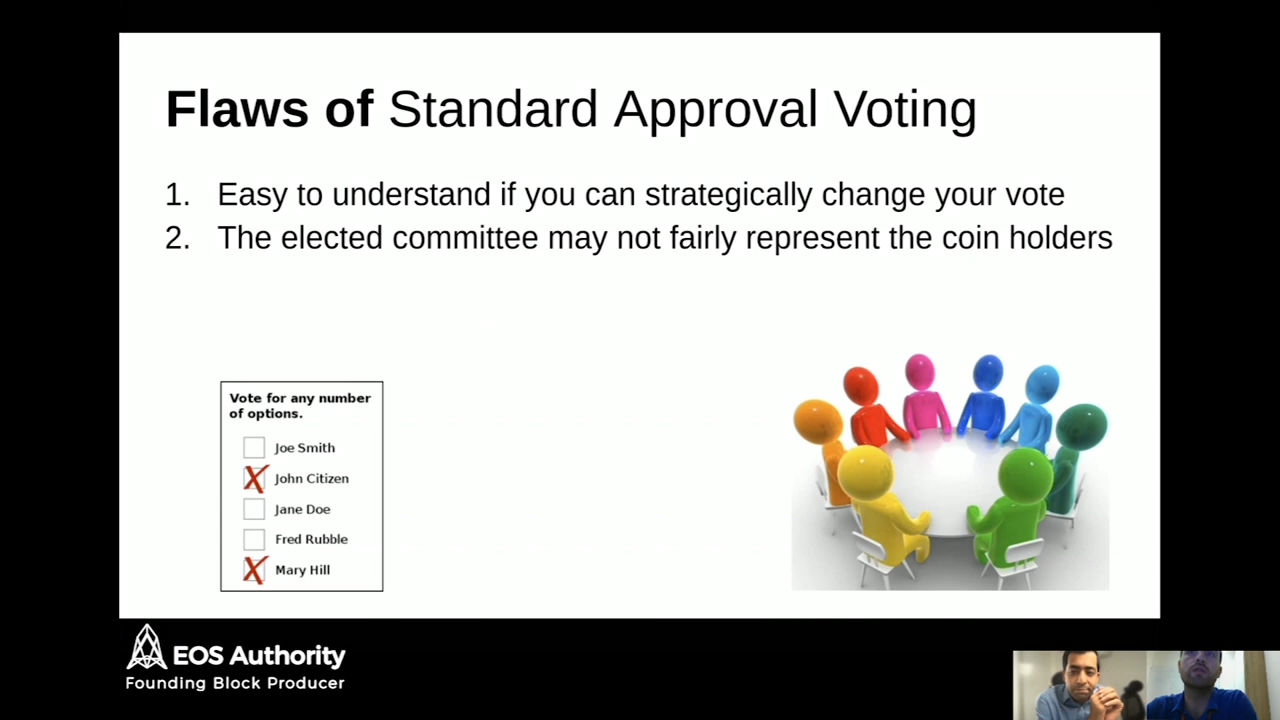 Flaws of Standard Approval Voting
1. Easy to understand if you can strategically change your vote
2. The elected committee may not fairly represent the coin holders
Vote for any number
of options.
Joe Smith
John Citizen
Jane Doe
Fred Rubble
Mary Hill
EOS Authority
Founding Block Producer